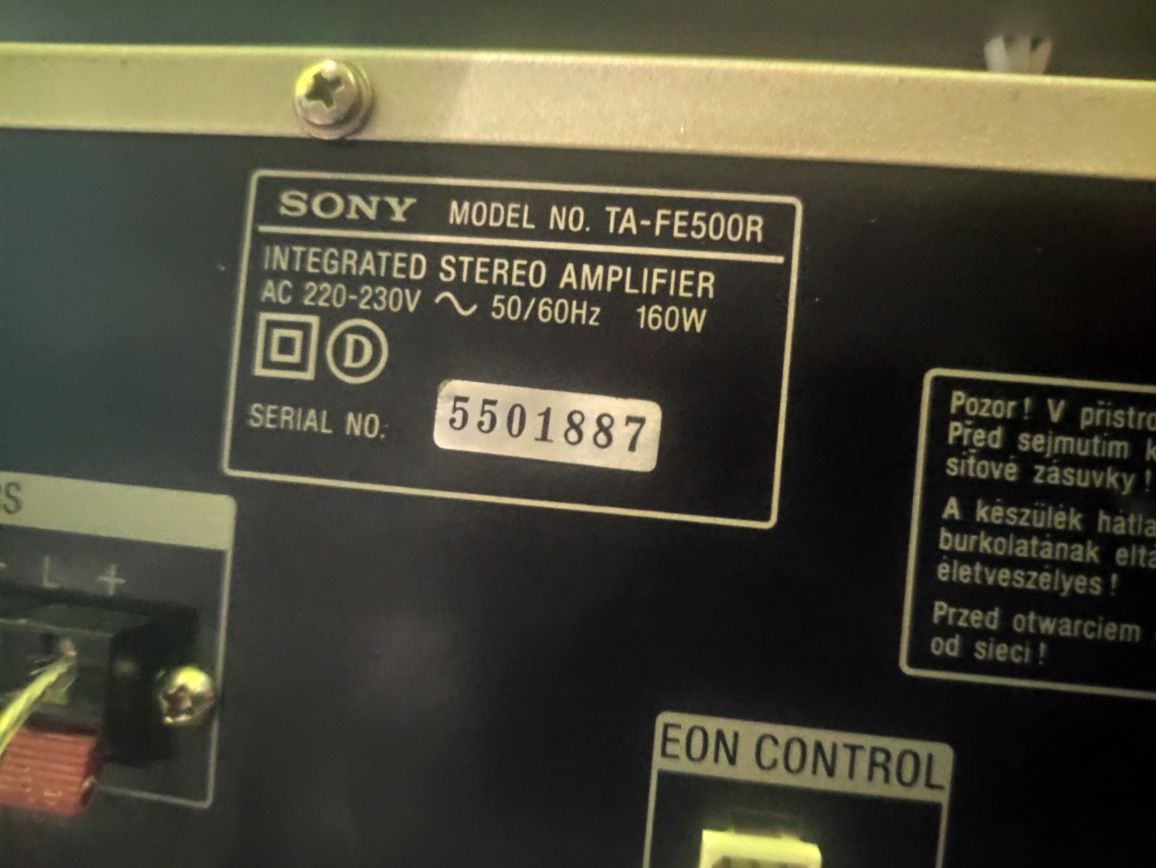 SONY MODEL NO. TA-FE500R
INTEGRATED STEREO AMPLIFIER
AC 220-230V ~ 50/60Hz 160W
D
SERIAL NO. 5501887
- L +
EON CONTROL
Pozor! V přístro
Před sejmutím k
síťové zásuvky!
A készülék hátla
burkolatának eltá
életveszélyes!
Przed otwarciem
od sieci!